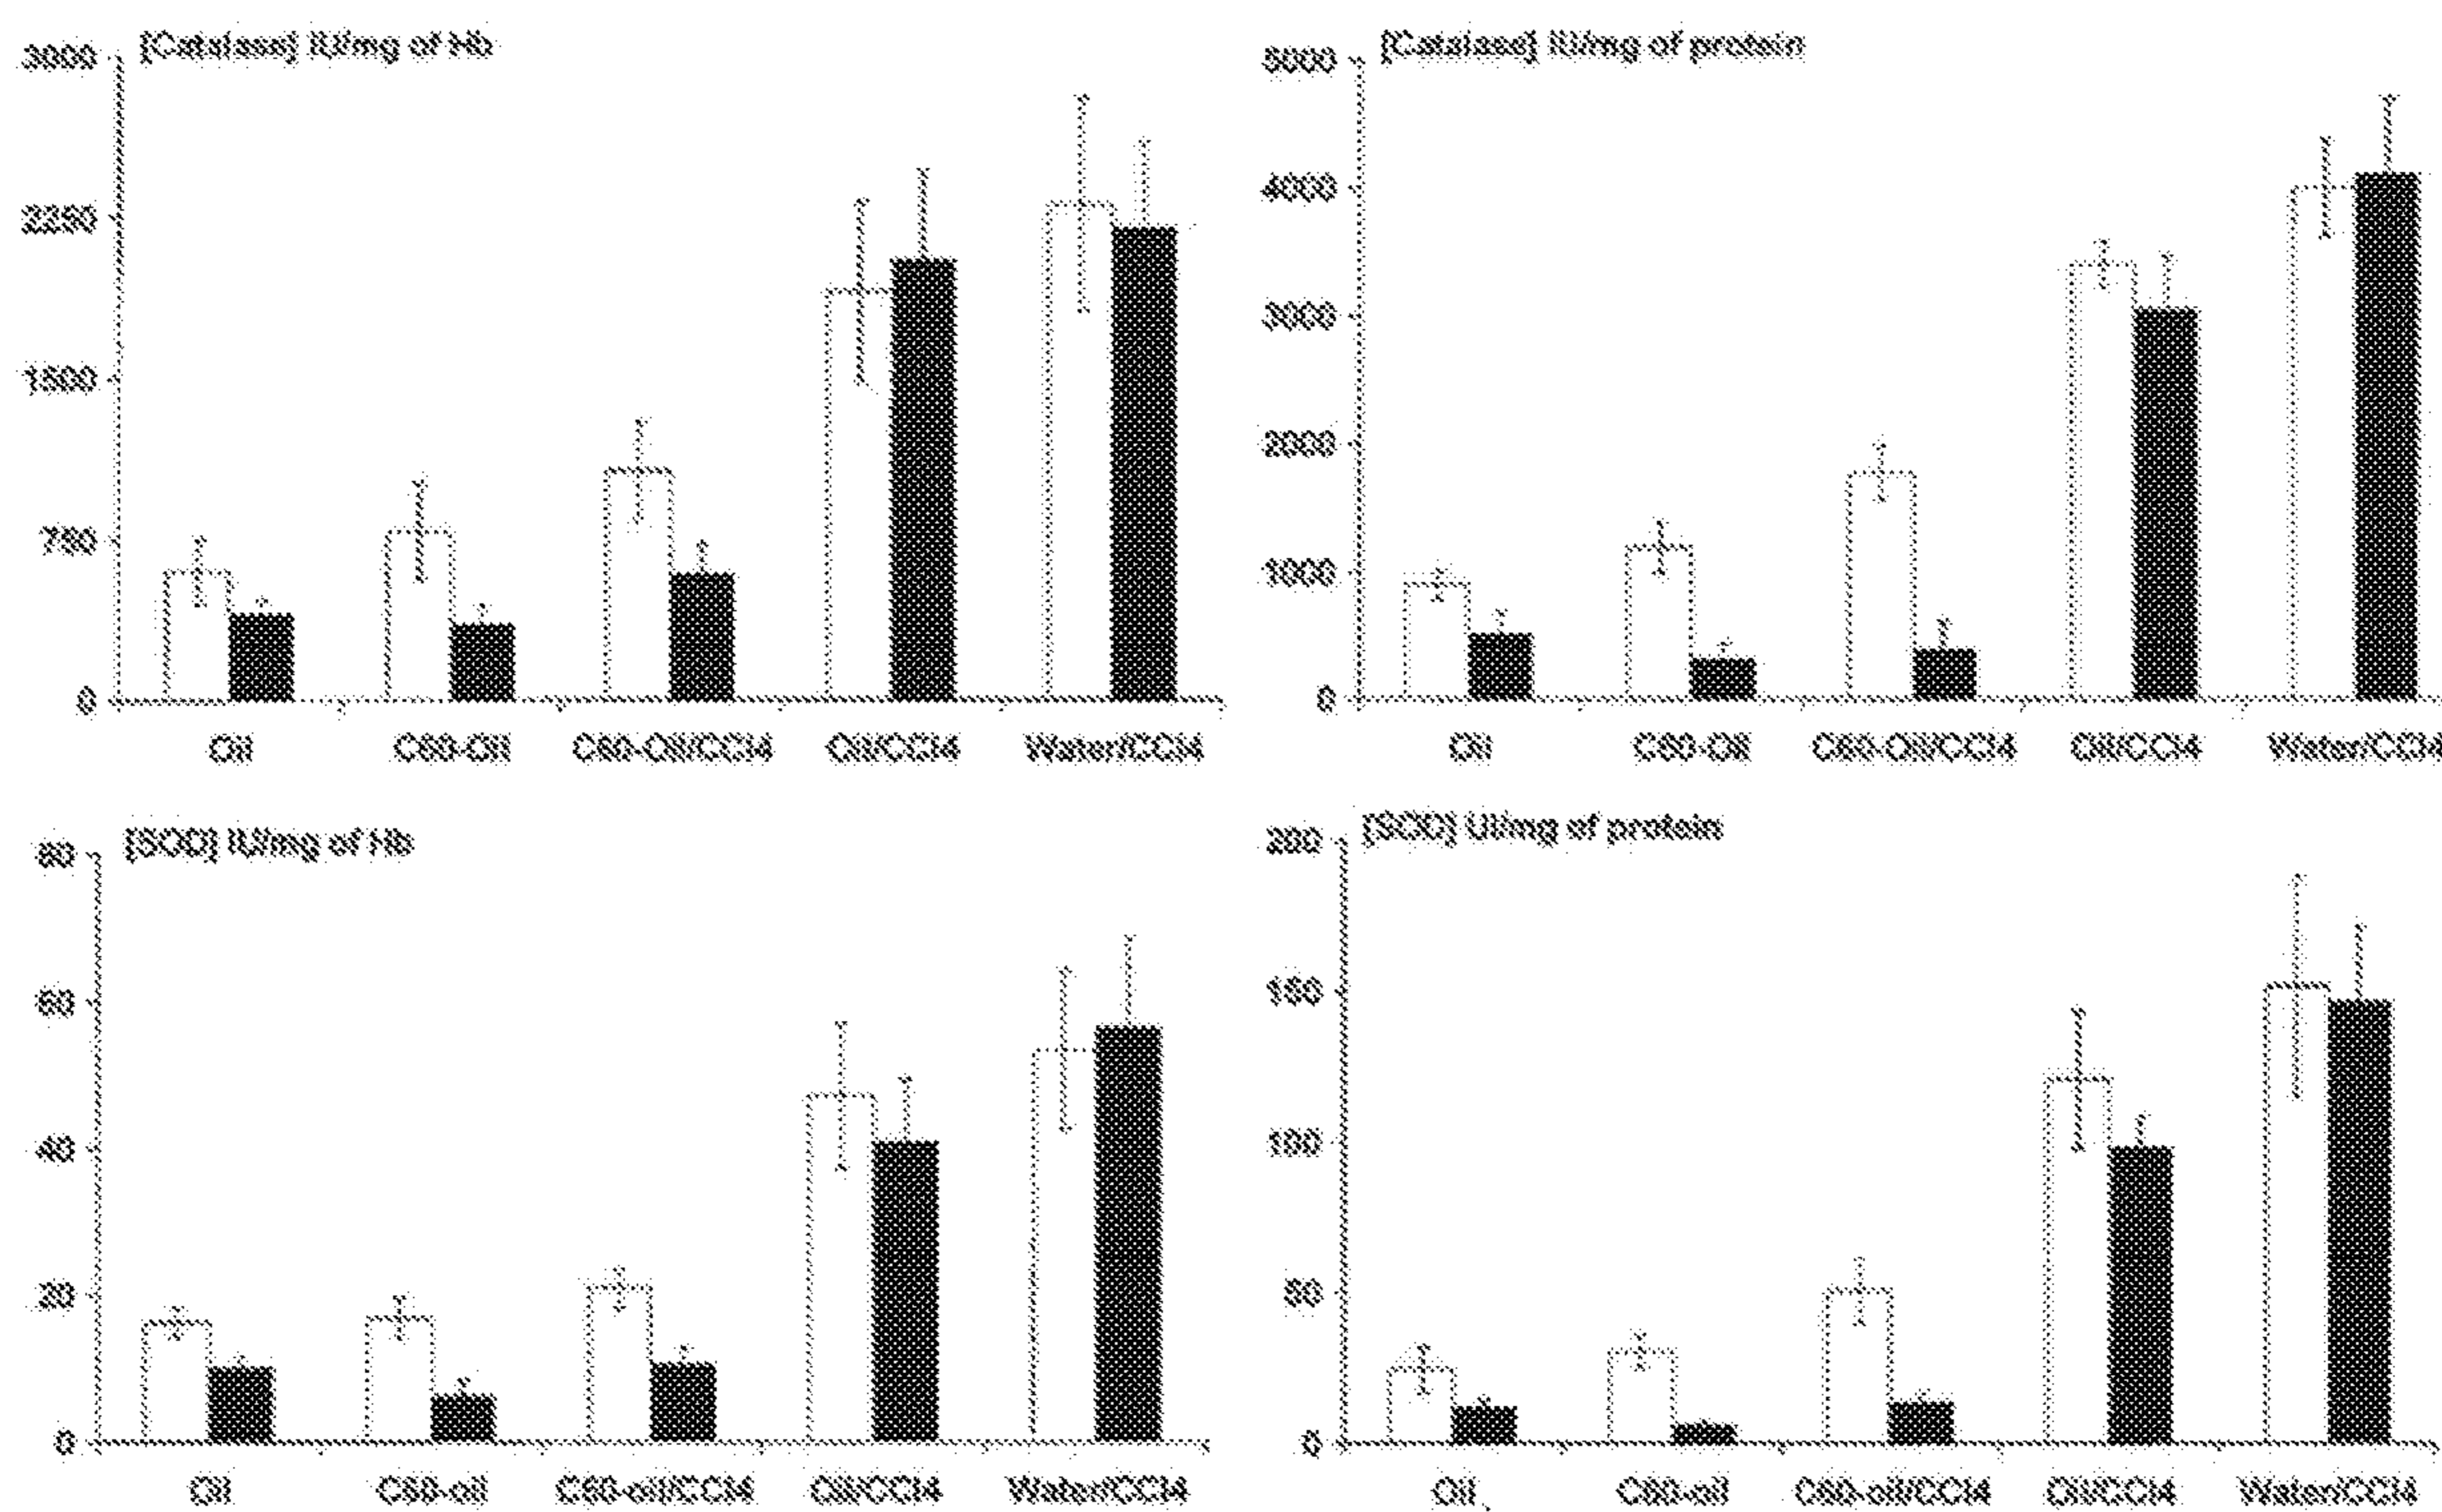 [Catalase] IU/mg of Hb
3000
2250
1500
750
0
Oil C60-Oil C60-Oil/CCl4 Oil/CCl4 Water/CCl4
[Catalase] IU/mg of protein
5000
4000
3000
2000
1000
0
Oil C60-Oil C60-Oil/CCl4 Oil/CCl4 Water/CCl4
[SOD] IU/mg of Hb
80
60
40
20
0
Oil C60-oil C60-oil/CCl4 Oil/CCl4 Water/CCl4
[SOD] UI/mg of protein
200
150
100
50
0
Oil C60-oil C60-oil/CCl4 Oil/CCl4 Water/CCl4